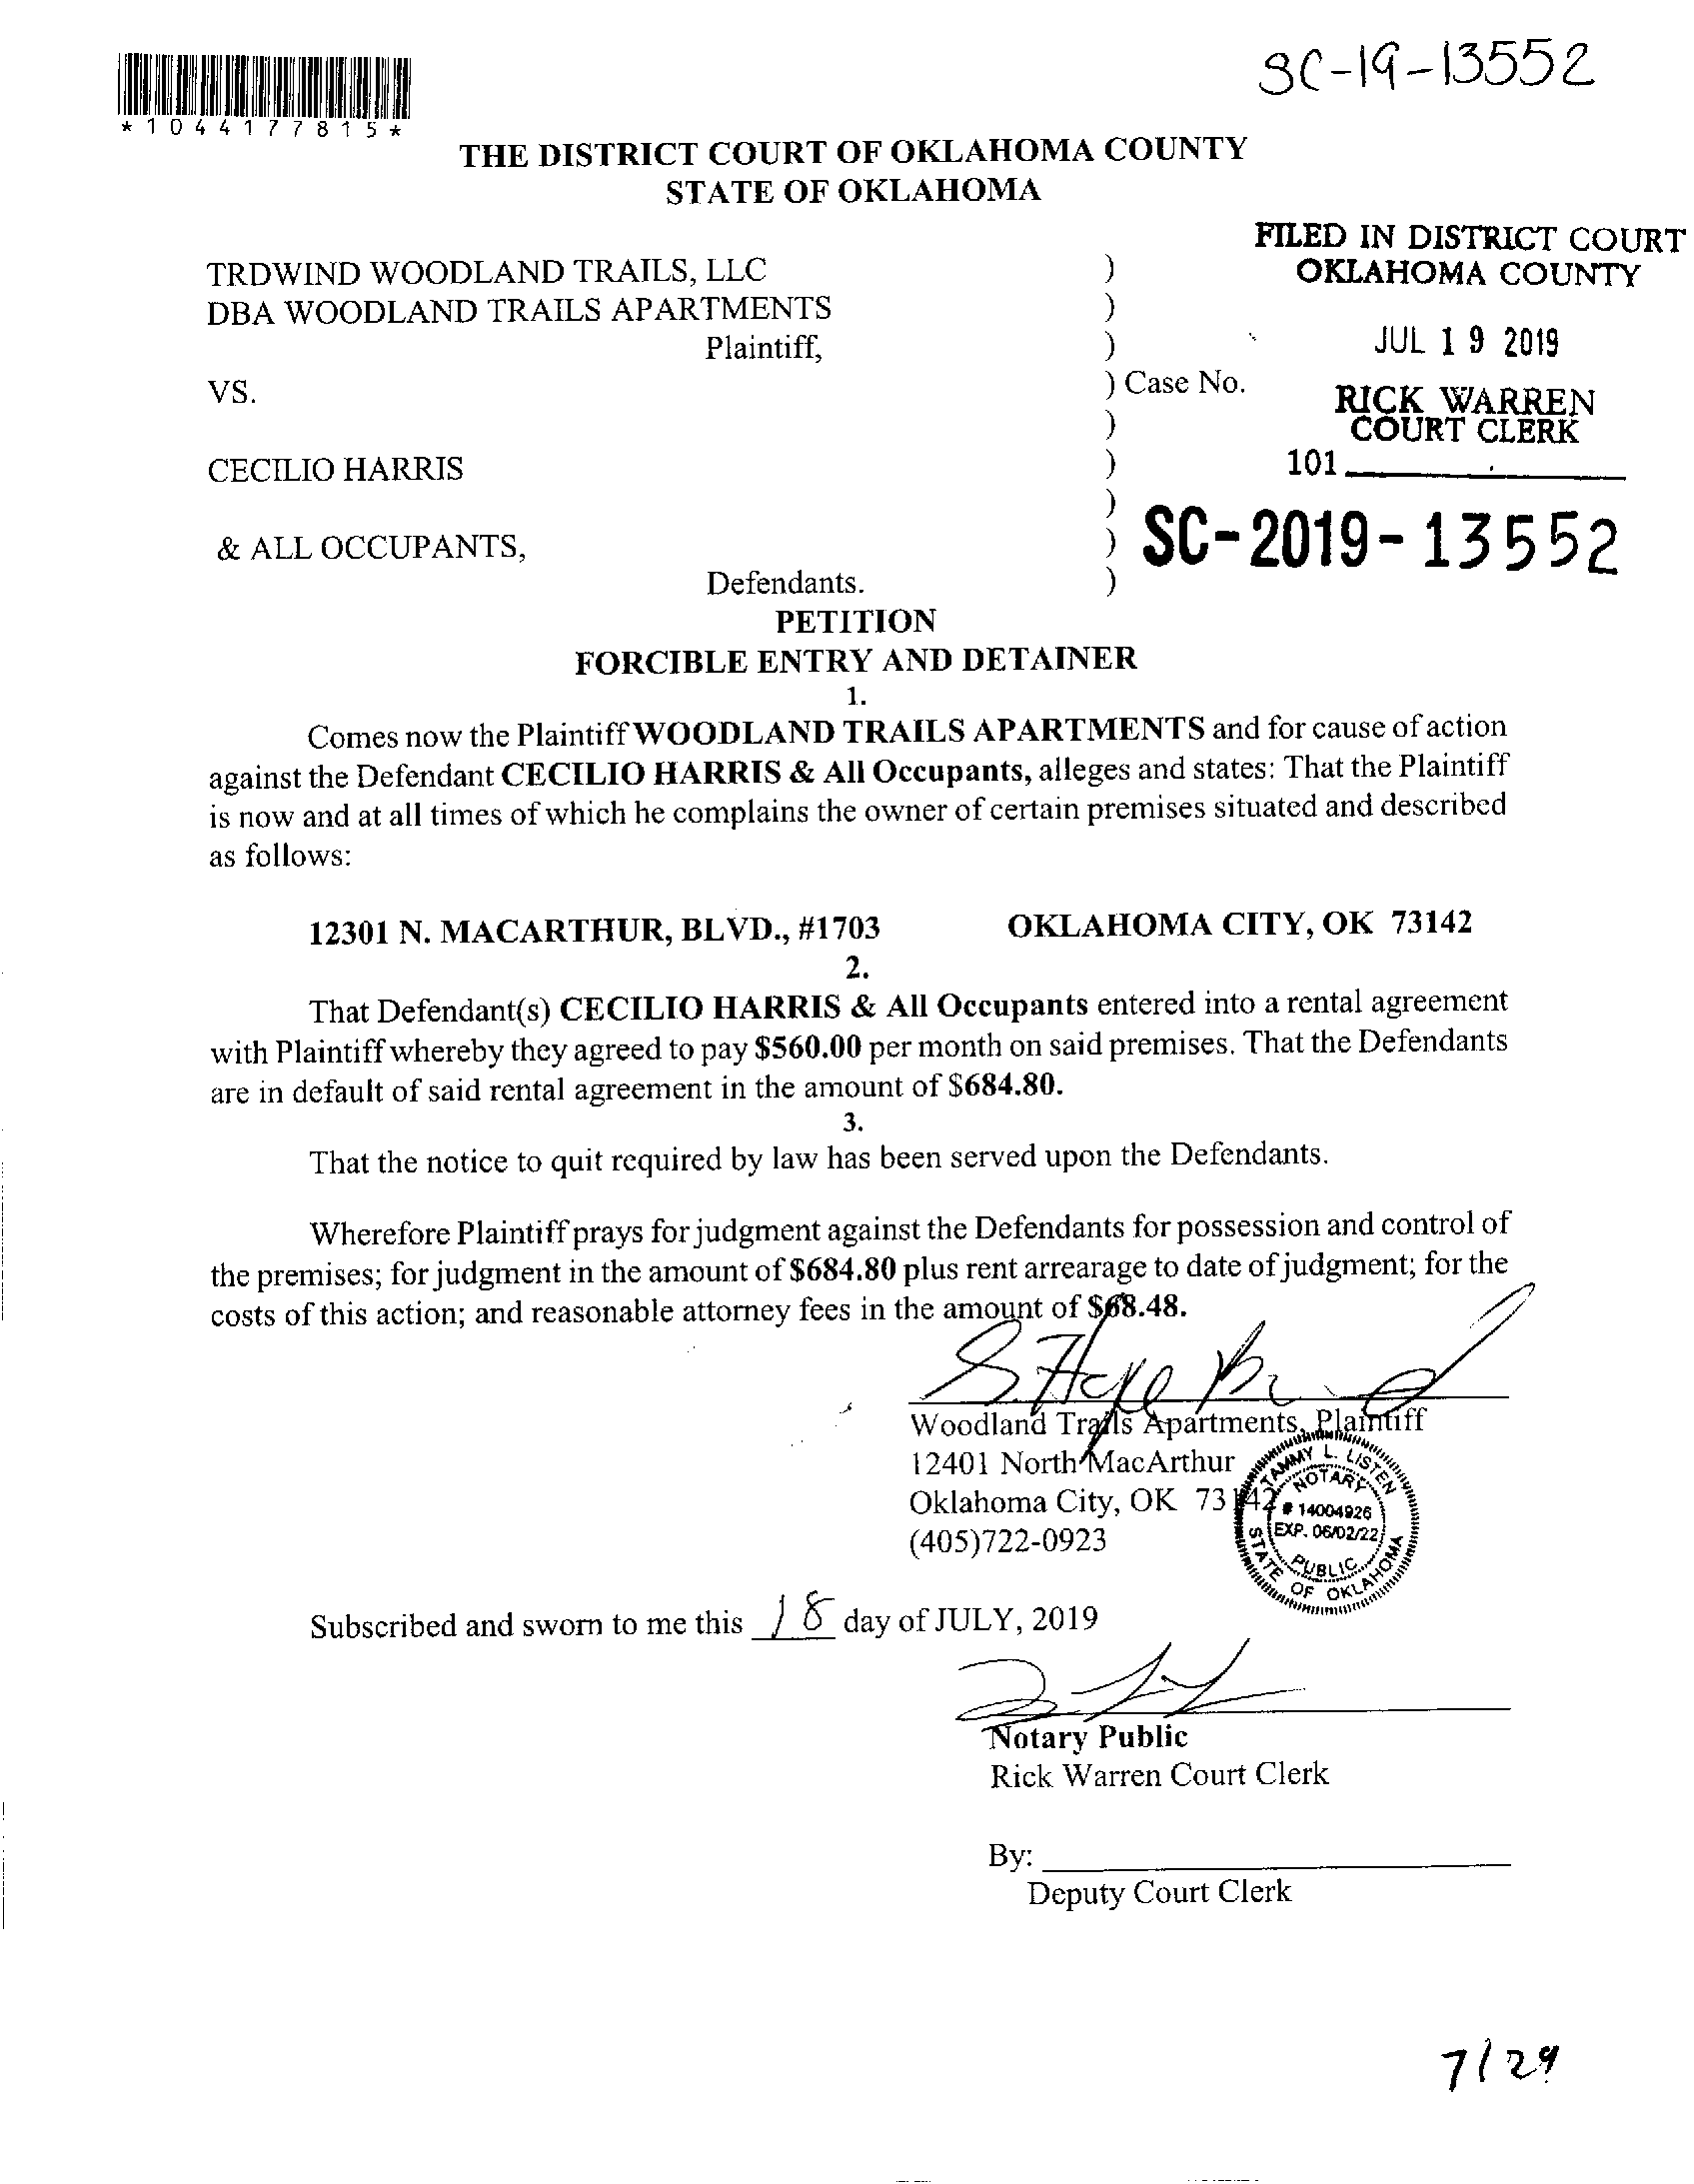 SC-19-13552
*1044177815*
THE DISTRICT COURT OF OKLAHOMA COUNTY
STATE OF OKLAHOMA
FILED IN DISTRICT COURT
OKLAHOMA COUNTY
JUL 19 2019
RICK WARREN
COURT CLERK
101
TRDWIND WOODLAND TRAILS, LLC )
DBA WOODLAND TRAILS APARTMENTS )
Plaintiff, )
VS. ) Case No.
)
CECILIO HARRIS )
)
& ALL OCCUPANTS, ) SC-2019-13552
Defendants. )
PETITION
FORCIBLE ENTRY AND DETAINER
1.
Comes now the Plaintiff WOODLAND TRAILS APARTMENTS and for cause of action
against the Defendant CECILIO HARRIS & All Occupants, alleges and states: That the Plaintiff
is now and at all times of which he complains the owner of certain premises situated and described
as follows:
12301 N. MACARTHUR, BLVD., #1703 OKLAHOMA CITY, OK 73142
2.
That Defendant(s) CECILIO HARRIS & All Occupants entered into a rental agreement
with Plaintiff whereby they agreed to pay $560.00 per month on said premises. That the Defendants
are in default of said rental agreement in the amount of $684.80.
3.
That the notice to quit required by law has been served upon the Defendants.
Wherefore Plaintiff prays for judgment against the Defendants for possession and control of
the premises; for judgment in the amount of $684.80 plus rent arrearage to date of judgment; for the
costs of this action; and reasonable attorney fees in the amount of $68.48.
Woodland Trails Apartments, Plaintiff
12401 North MacArthur
Oklahoma City, OK 73142
(405)722-0923
TAMMY L. LISTEN
NOTARY
# 14004926
EXP. 06/02/22
PUBLIC
STATE OF OKLAHOMA
Subscribed and sworn to me this 18 day of JULY, 2019
Notary Public
Rick Warren Court Clerk
By:
Deputy Court Clerk
7/29